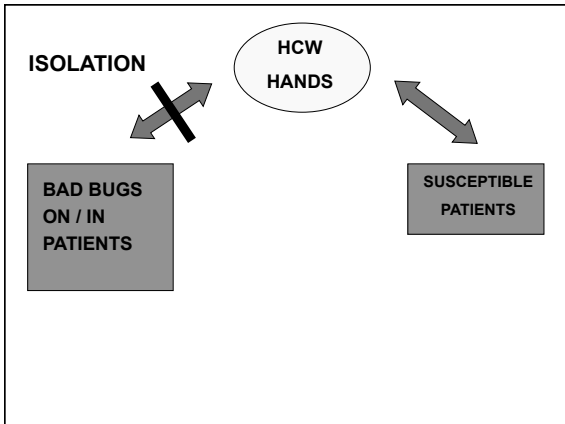 ISOLATION
HCW
HANDS
BAD BUGS
ON / IN
PATIENTS
SUSCEPTIBLE
PATIENTS